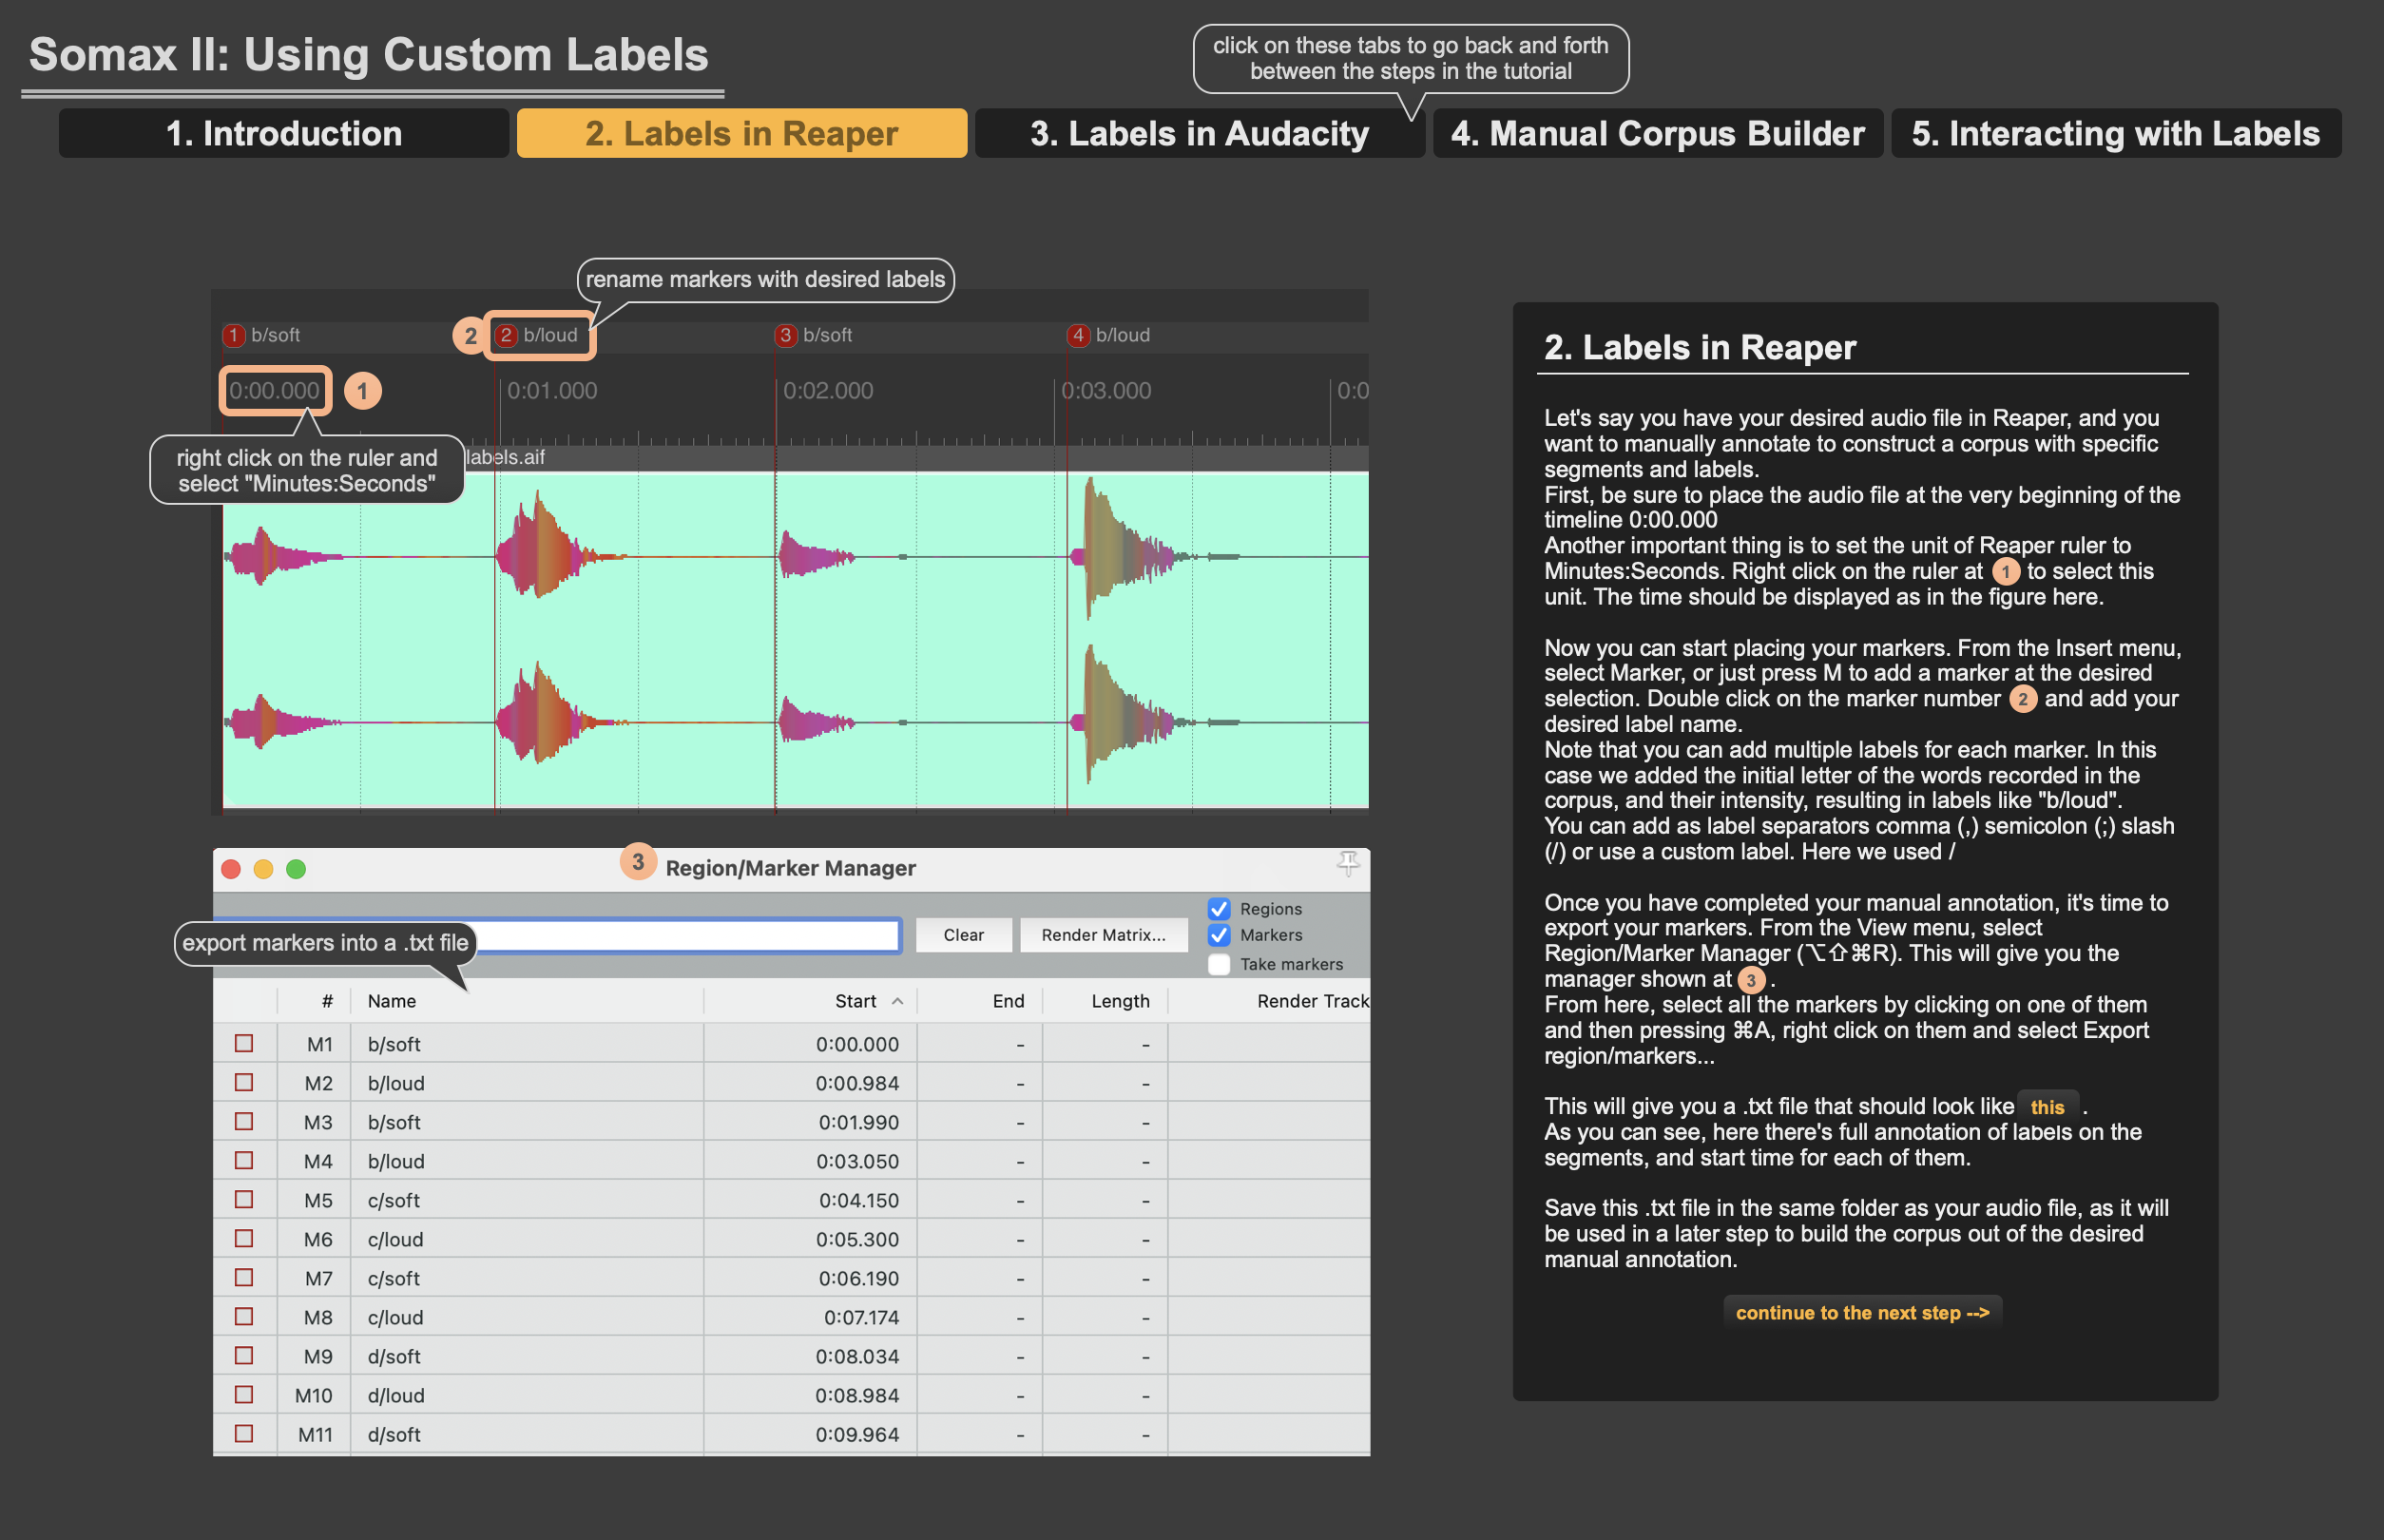 Somax II: Using Custom Labels
click on these tabs to go back and forth
between the steps in the tutorial
1. Introduction
2. Labels in Reaper
3. Labels in Audacity
4. Manual Corpus Builder
5. Interacting with Labels
rename markers with desired labels
1 b/soft
2
2 b/loud
3 b/soft
4 b/loud
0:00.000
1
0:01.000
0:02.000
0:03.000
0:0
right click on the ruler and
select "Minutes:Seconds"
labels.aif
3
Region/Marker Manager
export markers into a .txt file
Clear
Render Matrix...
Regions
Markers
Take markers
# Name Start End Length Render Track
M1 b/soft 0:00.000 - -
M2 b/loud 0:00.984 - -
M3 b/soft 0:01.990 - -
M4 b/loud 0:03.050 - -
M5 c/soft 0:04.150 - -
M6 c/loud 0:05.300 - -
M7 c/soft 0:06.190 - -
M8 c/loud 0:07.174 - -
M9 d/soft 0:08.034 - -
M10 d/loud 0:08.984 - -
M11 d/soft 0:09.964 - -
2. Labels in Reaper
Let's say you have your desired audio file in Reaper, and you
want to manually annotate to construct a corpus with specific
segments and labels.
First, be sure to place the audio file at the very beginning of the
timeline 0:00.000
Another important thing is to set the unit of Reaper ruler to
Minutes:Seconds. Right click on the ruler at 1 to select this
unit. The time should be displayed as in the figure here.
Now you can start placing your markers. From the Insert menu,
select Marker, or just press M to add a marker at the desired
selection. Double click on the marker number 2 and add your
desired label name.
Note that you can add multiple labels for each marker. In this
case we added the initial letter of the words recorded in the
corpus, and their intensity, resulting in labels like "b/loud".
You can add as label separators comma (,) semicolon (;) slash
(/) or use a custom label. Here we used /
Once you have completed your manual annotation, it's time to
export your markers. From the View menu, select
Region/Marker Manager (⌥⇧⌘R). This will give you the
manager shown at 3 .
From here, select all the markers by clicking on one of them
and then pressing ⌘A, right click on them and select Export
region/markers...
This will give you a .txt file that should look like this .
As you can see, here there's full annotation of labels on the
segments, and start time for each of them.
Save this .txt file in the same folder as your audio file, as it will
be used in a later step to build the corpus out of the desired
manual annotation.
continue to the next step -->